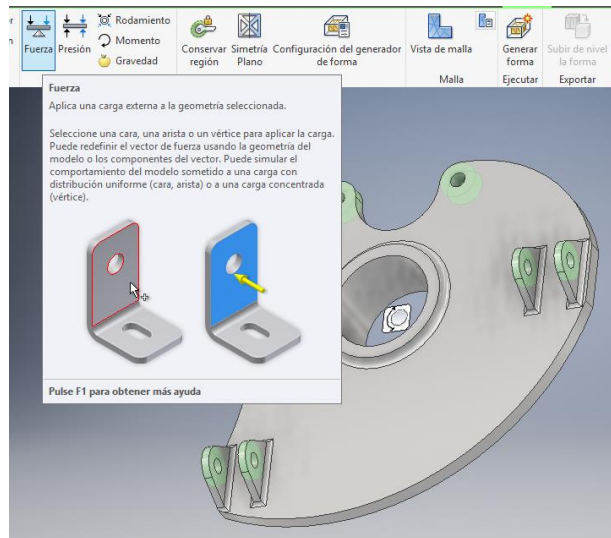 Fuerza
Presión
Rodamiento
Momento
Gravedad
Conservar
región
Simetría
Plano
Configuración del generador
de forma
Vista de malla
Malla
Generar
forma
Ejecutar
Subir de nivel
la forma
Exportar
Fuerza
Aplica una carga externa a la geometría seleccionada.
Seleccione una cara, una arista o un vértice para aplicar la carga.
Puede redefinir el vector de fuerza usando la geometría del
modelo o los componentes del vector. Puede simular el
comportamiento del modelo sometido a una carga con
distribución uniforme (cara, arista) o a una carga concentrada
(vértice).
Pulse F1 para obtener más ayuda